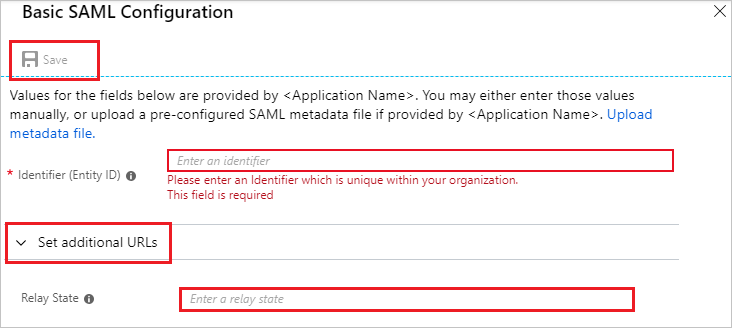 Basic SAML Configuration
Save
Values for the fields below are provided by <Application Name>. You may either enter those values
manually, or upload a pre-configured SAML metadata file if provided by <Application Name>. Upload
metadata file.
* Identifier (Entity ID)
Enter an identifier
Please enter an Identifier which is unique within your organization.
This field is required
Set additional URLs
Relay State
Enter a relay state